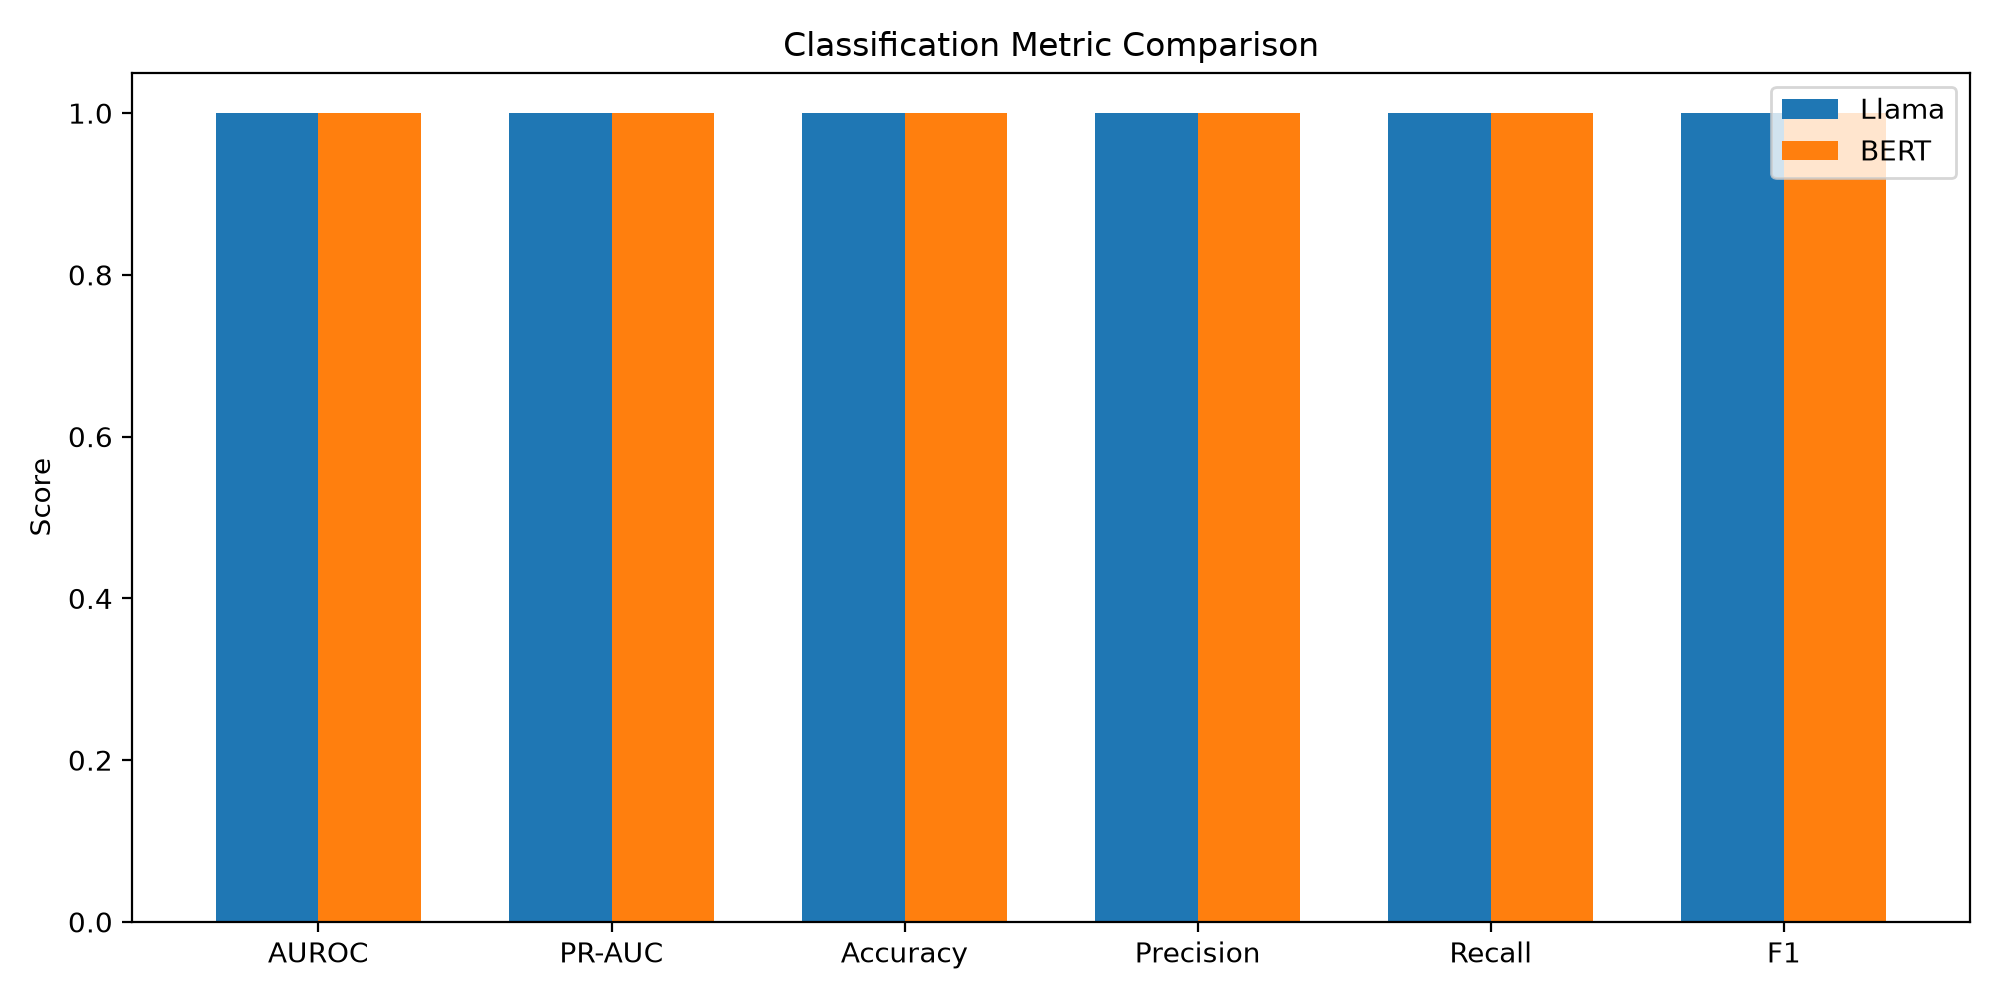 Classification Metric Comparison
Llama
BERT
1.0
0.8
0.6
0.4
0.2
0.0
Score
AUROC
PR-AUC
Accuracy
Precision
Recall
F1